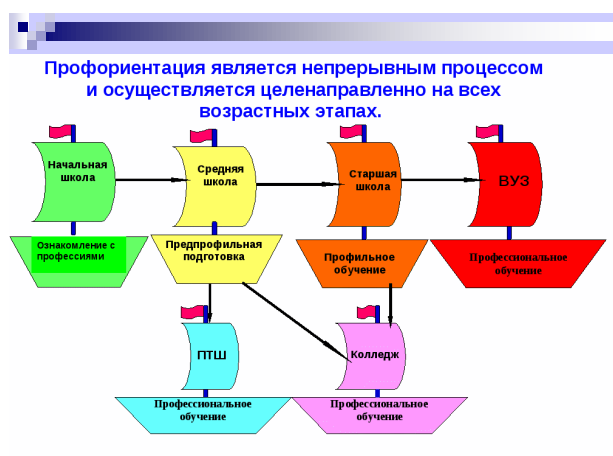 Профориентация является непрерывным процессом
и осуществляется целенаправленно на всех
возрастных этапах.
Начальная
школа
Средняя
школа
Старшая
школа
ВУЗ
Ознакомление с
профессиями
Предпрофильная
подготовка
Профильное
обучение
Профессиональное
обучение
ПТШ
Колледж
Профессиональное
обучение
Профессиональное
обучение